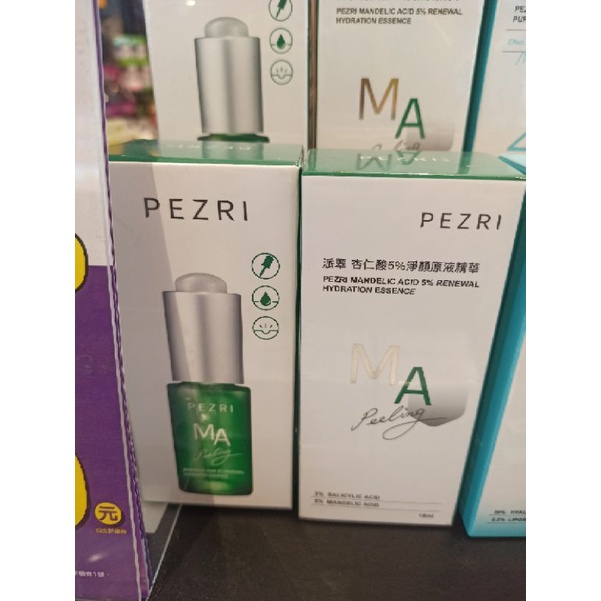 PEZRI MANDELIC ACID 5% RENEWAL
HYDRATION ESSENCE
MA
PEZRI
PEZRI
MA
Peeling
PEZRI
派翠 杏仁酸5%淨顏原液精華
PEZRI MANDELIC ACID 5% RENEWAL
HYDRATION ESSENCE
MA
Peeling
2% SALICYLIC ACID
5% MANDELIC ACID
元